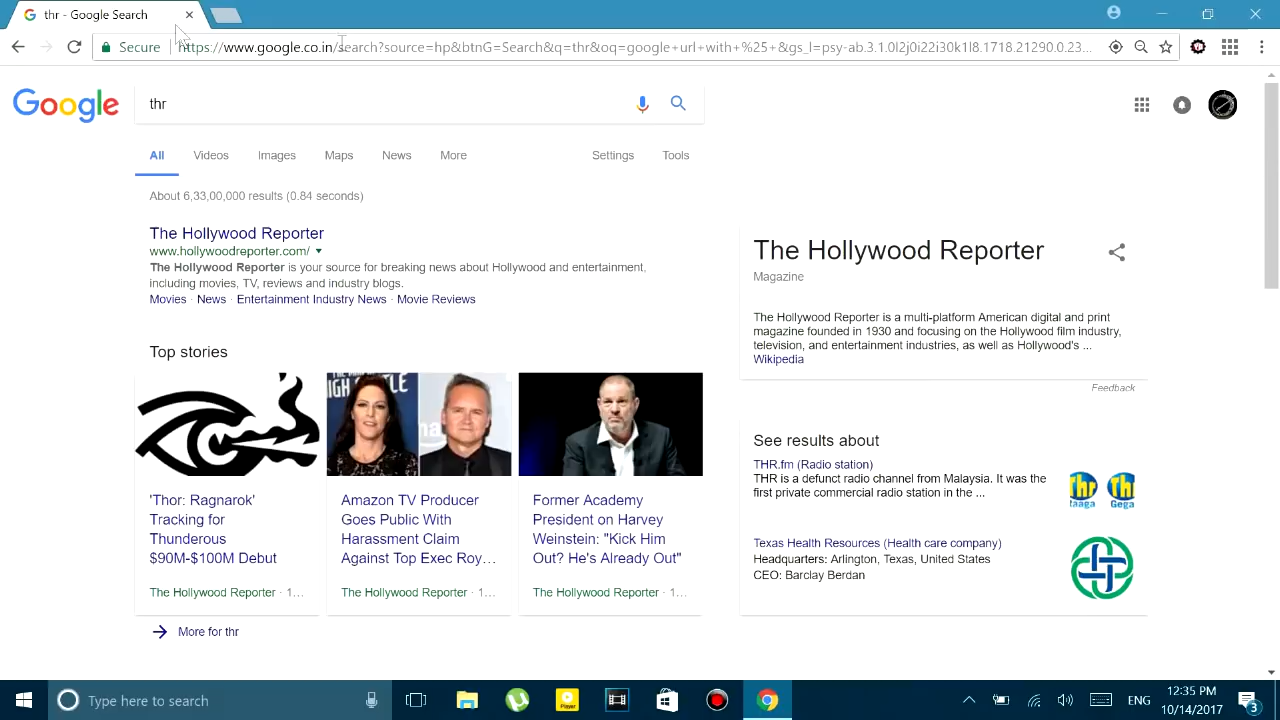 thr - Google Search
Secure
https://www.google.co.in/search?source=hp&btnG=Search&q=thr&oq=google+url+with+%25+&gs_l=psy-ab.3.1.0l2j0i22i30k1l8.1718.21290.0.23...
Google
thr
All Videos Images Maps News More Settings Tools
About 6,33,00,000 results (0.84 seconds)
The Hollywood Reporter
www.hollywoodreporter.com/
The Hollywood Reporter is your source for breaking news about Hollywood and entertainment,
including movies, TV, reviews and industry blogs.
Movies · News · Entertainment Industry News · Movie Reviews
Top stories
HIGH CASTLE
'Thor: Ragnarok'
Tracking for
Thunderous
$90M-$100M Debut
The Hollywood Reporter · 1...
Amazon TV Producer
Goes Public With
Harassment Claim
Against Top Exec Roy…
The Hollywood Reporter · 1...
Former Academy
President on Harvey
Weinstein: "Kick Him
Out? He's Already Out"
The Hollywood Reporter · 1...
More for thr
The Hollywood Reporter
Magazine
The Hollywood Reporter is a multi-platform American digital and print
magazine founded in 1930 and focusing on the Hollywood film industry,
television, and entertainment industries, as well as Hollywood's ...
Wikipedia
Feedback
See results about
THR.fm (Radio station)
THR is a defunct radio channel from Malaysia. It was the
first private commercial radio station in the ...
Thr Th
raaga Gega
Texas Health Resources (Health care company)
Headquarters: Arlington, Texas, United States
CEO: Barclay Berdan
Type here to search
Player
ENG
12:35 PM
10/14/2017
3